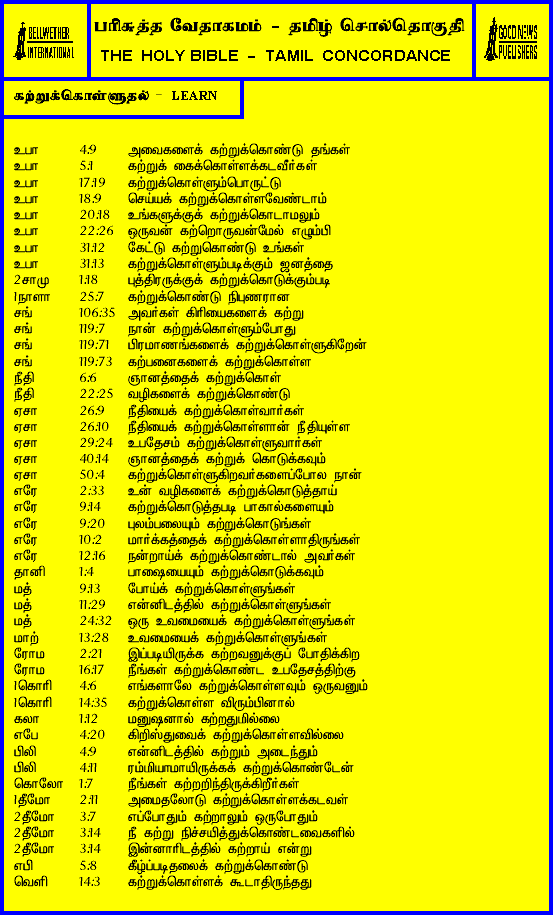 BELLWETHER
INTERNATIONAL
பரிசுத்த வேதாகமம் - தமிழ் சொல்தொகுதி
THE HOLY BIBLE - TAMIL CONCORDANCE
GOOD NEWS
PUBLISHERS
கற்றுக்கொள்ளுதல் - LEARN
உபா 4:9 அவைகளைக் கற்றுக்கொண்டு தங்கள்
உபா 5:1 கற்றுக் கைக்கொள்ளக்கடவீர்கள்
உபா 17:19 கற்றுக்கொள்ளும்பொருட்டு
உபா 18:9 செய்யக் கற்றுக்கொள்ளவேண்டாம்
உபா 20:18 உங்களுக்குக் கற்றுக்கொடாமலும்
உபா 22:26 ஒருவன் கற்றொருவன்மேல் எழும்பி
உபா 31:12 கேட்டு கற்றுகொண்டு உங்கள்
உபா 31:13 கற்றுக்கொள்ளும்படிக்கும் ஜனத்தை
2சாமு 1:18 புத்திரருக்குக் கற்றுக்கொடுக்கும்படி
1நாளா 25:7 கற்றுக்கொண்டு நிபுணரான
சங் 106:35 அவர்கள் கிரியைகளைக் கற்று
சங் 119:7 நான் கற்றுக்கொள்ளும்போது
சங் 119:71 பிரமாணங்களைக் கற்றுக்கொள்ளுகிறேன்
சங் 119:73 கற்பனைகளைக் கற்றுக்கொள்ள
நீதி 6:6 ஞானத்தைக் கற்றுக்கொள்
நீதி 22:25 வழிகளைக் கற்றுக்கொண்டு
ஏசா 26:9 நீதியைக் கற்றுக்கொள்வார்கள்
ஏசா 26:10 நீதியைக் கற்றுக்கொள்ளான் நீதியுள்ள
ஏசா 29:24 உபதேசம் கற்றுக்கொள்ளுவார்கள்
ஏசா 40:14 ஞானத்தைக் கற்றுக் கொடுக்கவும்
ஏசா 50:4 கற்றுக்கொள்ளுகிறவர்களைப்போல நான்
எரே 2:33 உன் வழிகளைக் கற்றுக்கொடுத்தாய்
எரே 9:14 கற்றுக்கொடுத்தபடி பாகால்களையும்
எரே 9:20 புலம்பலையும் கற்றுக்கொடுங்கள்
எரே 10:2 மார்க்கத்தைக் கற்றுக்கொள்ளாதிருங்கள்
எரே 12:16 நன்றாய்க் கற்றுக்கொண்டால் அவர்கள்
தானி 1:4 பாஷையையும் கற்றுக்கொடுக்கவும்
மத் 9:13 போய்க் கற்றுக்கொள்ளுங்கள்
மத் 11:29 என்னிடத்தில் கற்றுக்கொள்ளுங்கள்
மத் 24:32 ஒரு உவமையைக் கற்றுக்கொள்ளுங்கள்
மாற் 13:28 உவமையைக் கற்றுக்கொள்ளுங்கள்
ரோம 2:21 இப்படியிருக்க கற்றவனுக்குப் போதிக்கிற
ரோம 16:17 நீங்கள் கற்றுக்கொண்ட உபதேசத்திற்கு
1கொரி 4:6 எங்களாலே கற்றுக்கொள்ளவும் ஒருவனும்
1கொரி 14:35 கற்றுக்கொள்ள விரும்பினால்
கலா 1:12 மனுஷனால் கற்றதுமில்லை
எபே 4:20 கிறிஸ்துவைக் கற்றுக்கொள்ளவில்லை
பிலி 4:9 என்னிடத்தில் கற்றும் அடைந்தும்
பிலி 4:11 ரம்மியாமாயிருக்கக் கற்றுக்கொண்டேன்
கொலோ 1:7 நீங்கள் கற்றறிந்திருக்கிறீர்கள்
1தீமோ 2:11 அமைதலோடு கற்றுக்கொள்ளக்கடவள்
2தீமோ 3:7 எப்போதும் கற்றாலும் ஒருபோதும்
2தீமோ 3:14 நீ கற்று நிச்சயித்துக்கொண்டவைகளில்
2தீமோ 3:14 இன்னாரிடத்தில் கற்றாய் என்று
எபி 5:8 கீழ்ப்படிதலைக் கற்றுக்கொண்டு
வெளி 14:3 கற்றுக்கொள்ளக் கூடாதிருந்தது